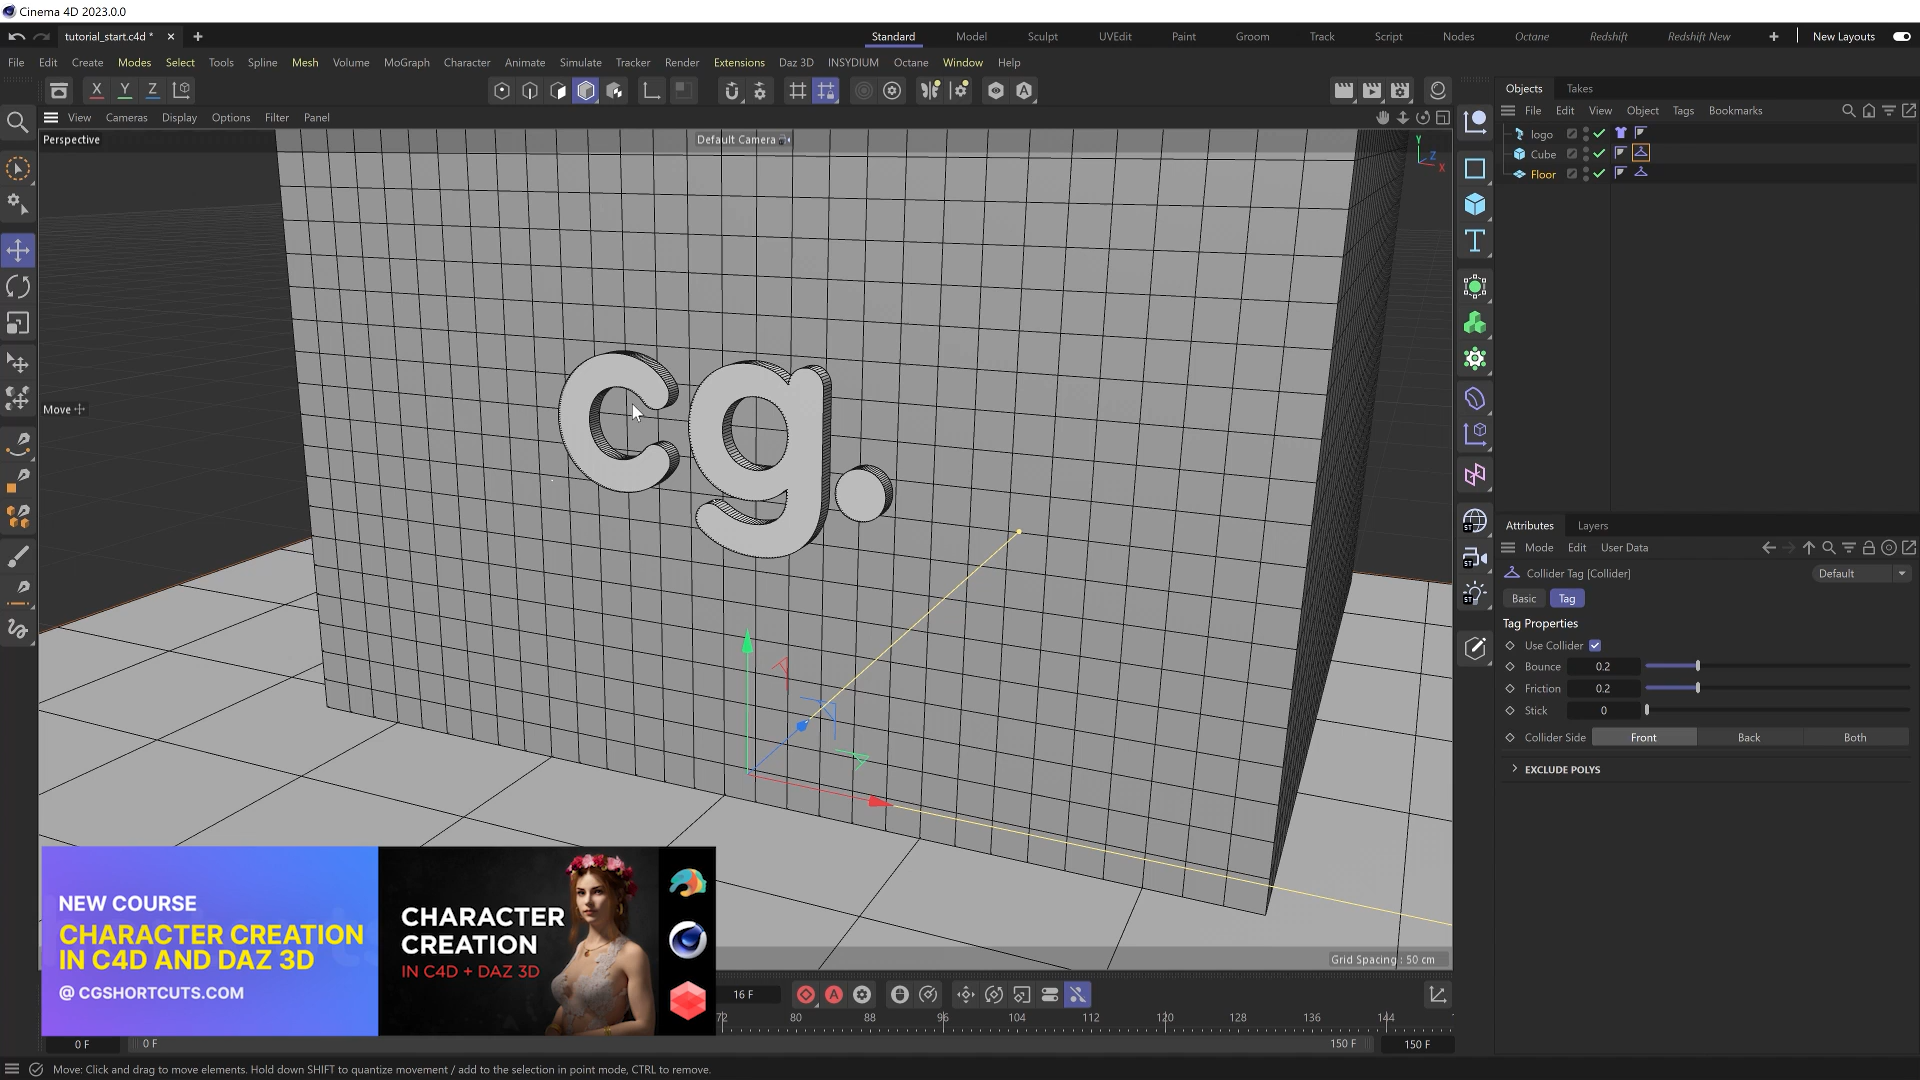 Cinema 4D 2023.0.0
tutorial_start.c4d *
Standard Model Sculpt UVEdit Paint Groom Track Script Nodes Octane Redshift Redshift New New Layouts
File Edit Create Modes Select Tools Spline Mesh Volume MoGraph Character Animate Simulate Tracker Render Extensions Daz 3D INSYDIUM Octane Window Help
X Y Z
View Cameras Display Options Filter Panel
Perspective
Default Camera
Y
Z
X
Move
cg.
Grid Spacing : 50 cm
NEW COURSE
CHARACTER CREATION
IN C4D AND DAZ 3D
@ CGSHORTCUTS.COM
CHARACTER
CREATION
IN C4D + DAZ 3D
16 F
72 80 88 96 104 112 120 128 136 144
0 F 0 F 150 F 150 F
Move: Click and drag to move elements. Hold down SHIFT to quantize movement / add to the selection in point mode, CTRL to remove.
ST
ST
ST
Objects Takes
File Edit View Object Tags Bookmarks
logo
Cube
Floor
Attributes Layers
Mode Edit User Data
Collider Tag [Collider] Default
Basic Tag
Tag Properties
Use Collider
Bounce 0.2
Friction 0.2
Stick 0
Collider Side Front Back Both
EXCLUDE POLYS